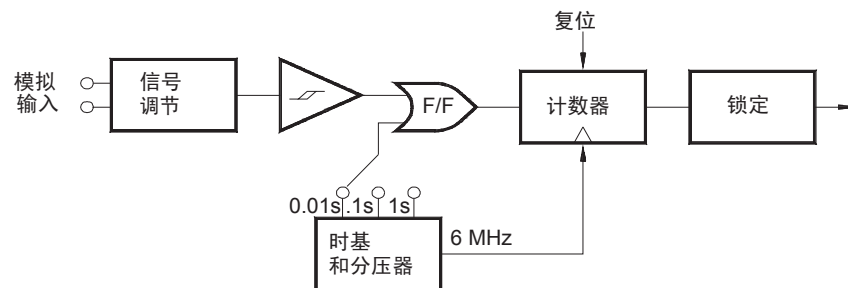 复位
模拟
输入
信号
调节
F/F
计数器
锁定
0.01s .1s 1s
6 MHz
时基
和分压器